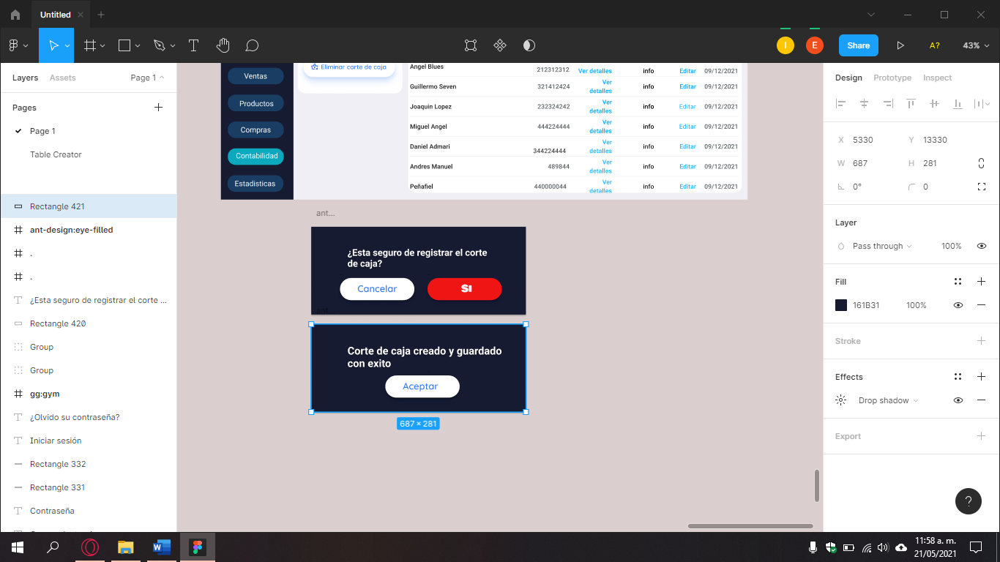 Untitled
I
E
Share
A?
43%
Layers
Assets
Page 1
Pages
Page 1
Table Creator
Rectangle 421
ant-design:eye-filled
.
.
¿Esta seguro de registrar el corte ...
Rectangle 420
Group
Group
gg:gym
¿Olvido su contraseña?
Iniciar sesión
Rectangle 332
Rectangle 331
Contraseña
Ventas
Productos
Compras
Contabilidad
Estadisticas
Eliminar corte de caja
Angel Blues 212312312 Ver detalles info Editar 09/12/2021
Guillermo Seven 321412424 Ver detalles info Editar 09/12/2021
Joaquin Lopez 232324242 Ver detalles info Editar 09/12/2021
Miguel Angel 444224444 Ver detalles info Editar 09/12/2021
Daniel Admari 344224444 Ver detalles info Editar 09/12/2021
Andres Manuel 489844 Ver detalles info Editar 09/12/2021
Peñafiel 440000044 Ver detalles info Editar 09/12/2021
ant...
¿Esta seguro de registrar el corte
de caja?
Cancelar
SI
Corte de caja creado y guardado
con exito
Aceptar
687 × 281
Design
Prototype
Inspect
X 5330 Y 13330
W 687 H 281
0° 0
Layer
Pass through 100%
Fill
161B31 100%
Stroke
Effects
Drop shadow
Export
?
11:58 a. m.
21/05/2021